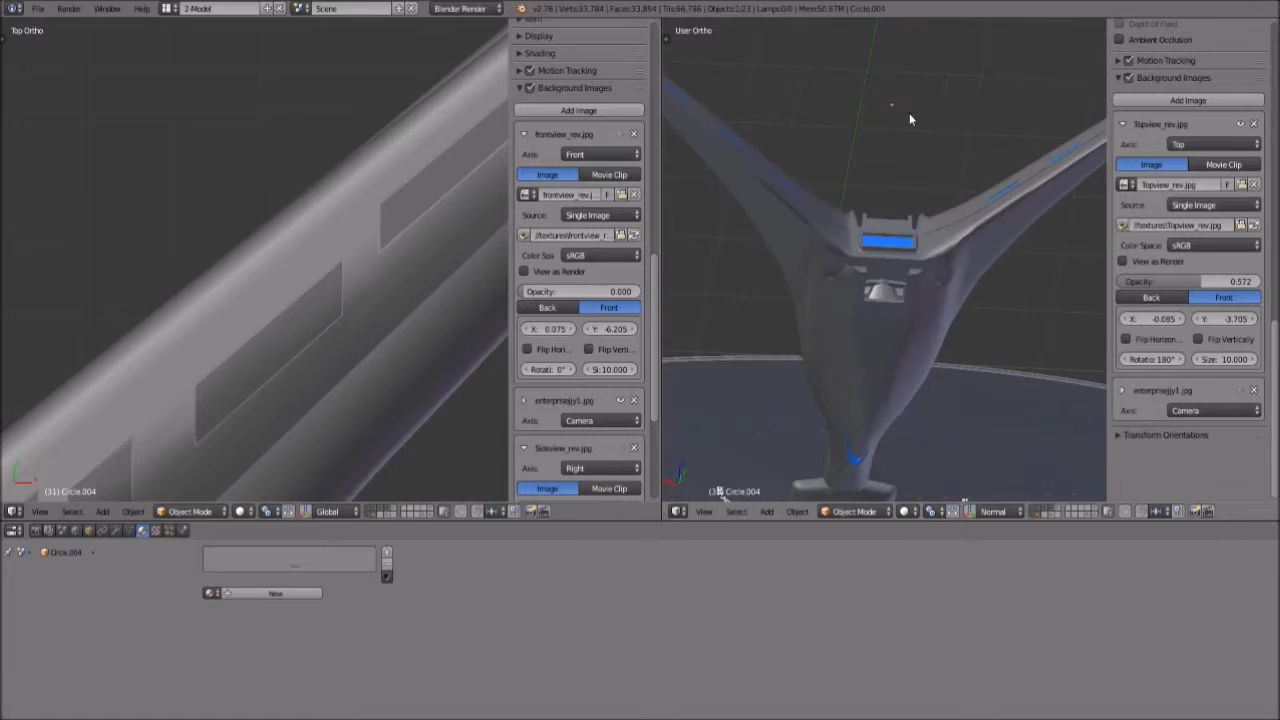 File Render Window Help 2-Model Scene Blender Render v2.76 | Verts:33,784 | Faces:33,894 | Tris:66,786 | Objects:1/23 | Lamps:0/0 | Mem:50.67M | Circle.004
Top Ortho
Display
Shading
Motion Tracking
Background Images
Add Image
frontview_rev.jpg
Axis: Front
Image Movie Clip
frontview_rev.j... F
Source: Single Image
//textures\frontview_r...
Color Spa sRGB
View as Render
Opacity: 0.000
Back Front
X: 0.075 Y: -6.205
Flip Hori... Flip Verti...
Rotati: 0° Si:10.000
enterprisejjy1.jpg
Axis: Camera
Sideview_rev.jpg
Axis: Right
Image Movie Clip
(31) Circle.004
View Select Add Object Object Mode Global
User Ortho
Depth Of Field
Ambient Occlusion
Motion Tracking
Background Images
Add Image
Topview_rev.jpg
Axis: Top
Image Movie Clip
Topview_rev.jpg F
Source: Single Image
//textures\Topview_rev.jpg
Color Space: sRGB
View as Render
Opacity: 0.572
Back Front
X: -0.085 Y: -3.705
Flip Horizon... Flip Vertically
Rotatio:180° Size: 10.000
enterprisejjy1.jpg
Axis: Camera
Transform Orientations
Circle.004
View Select Add Object Object Mode Normal
Circle.004
New